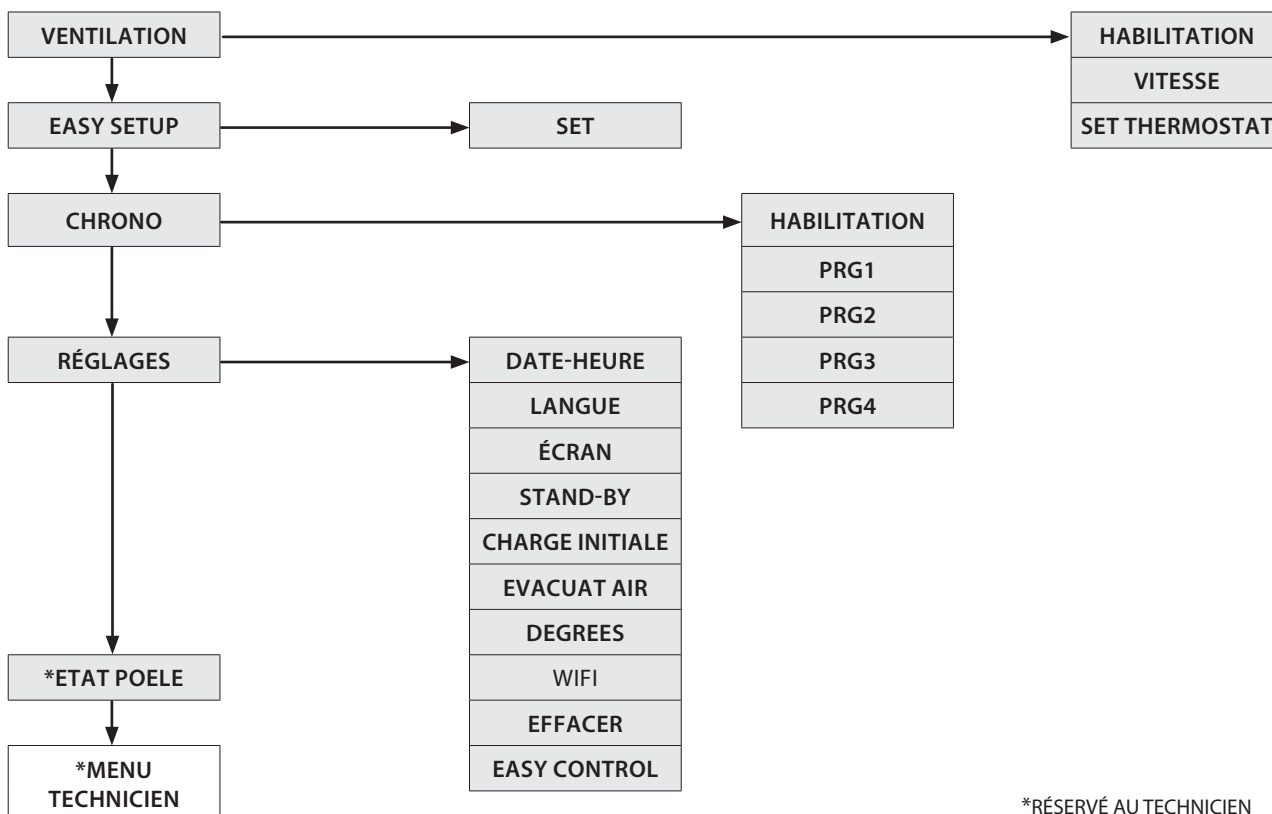 VENTILATION
HABILITATION
VITESSE
SET THERMOSTAT
EASY SETUP
SET
CHRONO
HABILITATION
PRG1
PRG2
PRG3
PRG4
RÉGLAGES
DATE-HEURE
LANGUE
ÉCRAN
STAND-BY
CHARGE INITIALE
EVACUAT AIR
DEGREES
WIFI
EFFACER
EASY CONTROL
*ETAT POELE
*MENU
TECHNICIEN
*RÉSERVÉ AU TECHNICIEN